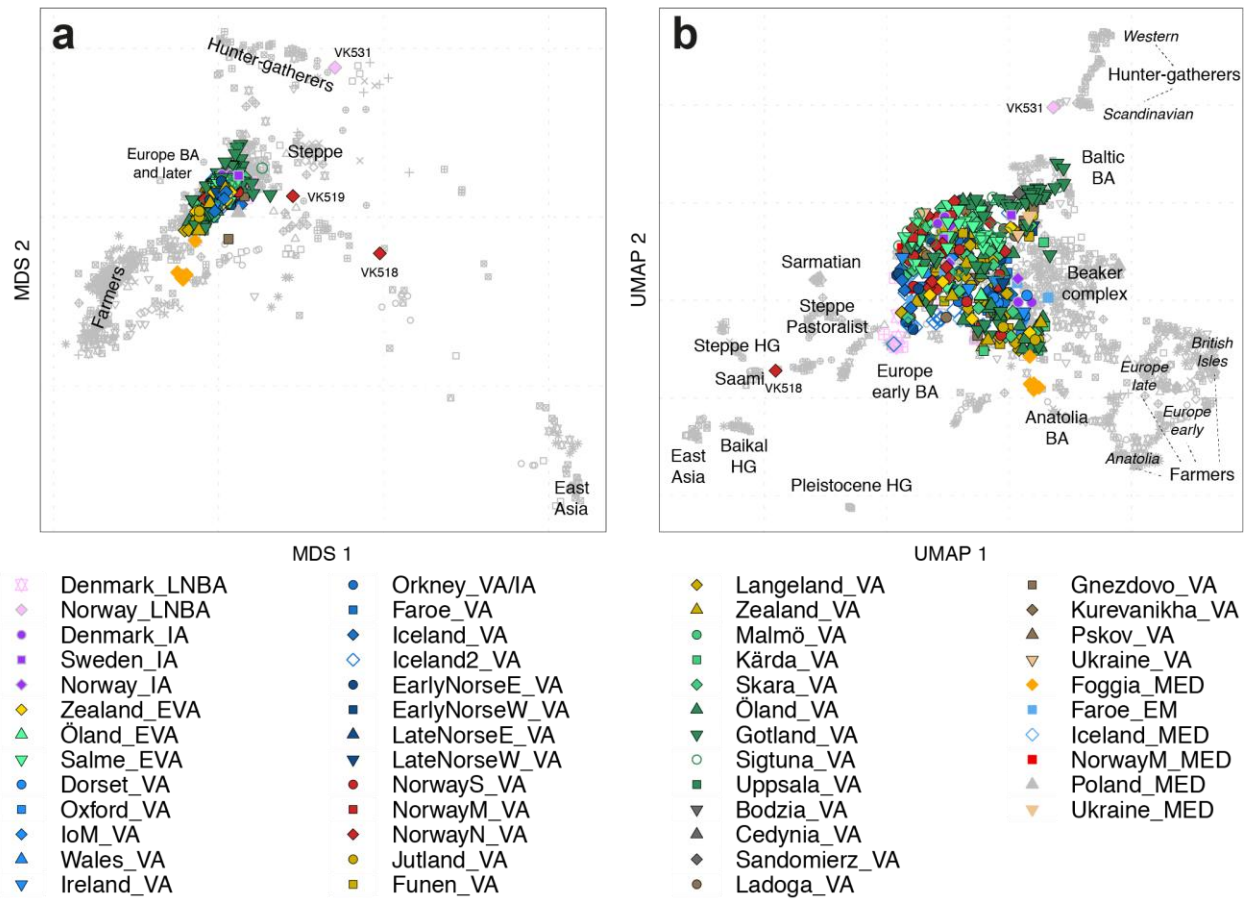 a
Hunter-gatherers
VK531
Europe BA
and later
Steppe
VK519
VK518
Farmers
East
Asia
MDS 2
MDS 1
b
Western
Hunter-gatherers
VK531
Scandinavian
Baltic
BA
Sarmatian
Beaker
complex
Steppe
Pastoralist
Steppe HG
Saami
VK518
Europe
early BA
British
Isles
Europe
late
Europe
early
Anatolia
BA
East
Asia
Baikal
HG
Anatolia
Farmers
Pleistocene HG
UMAP 2
UMAP 1
Denmark_LNBA
Norway_LNBA
Denmark_IA
Sweden_IA
Norway_IA
Zealand_EVA
Öland_EVA
Salme_EVA
Dorset_VA
Oxford_VA
IoM_VA
Wales_VA
Ireland_VA
Orkney_VA/IA
Faroe_VA
Iceland_VA
Iceland2_VA
EarlyNorseE_VA
EarlyNorseW_VA
LateNorseE_VA
LateNorseW_VA
NorwayS_VA
NorwayM_VA
NorwayN_VA
Jutland_VA
Funen_VA
Langeland_VA
Zealand_VA
Malmö_VA
Kärda_VA
Skara_VA
Öland_VA
Gotland_VA
Sigtuna_VA
Uppsala_VA
Bodzia_VA
Cedynia_VA
Sandomierz_VA
Ladoga_VA
Gnezdovo_VA
Kurevanikha_VA
Pskov_VA
Ukraine_VA
Foggia_MED
Faroe_EM
Iceland_MED
NorwayM_MED
Poland_MED
Ukraine_MED